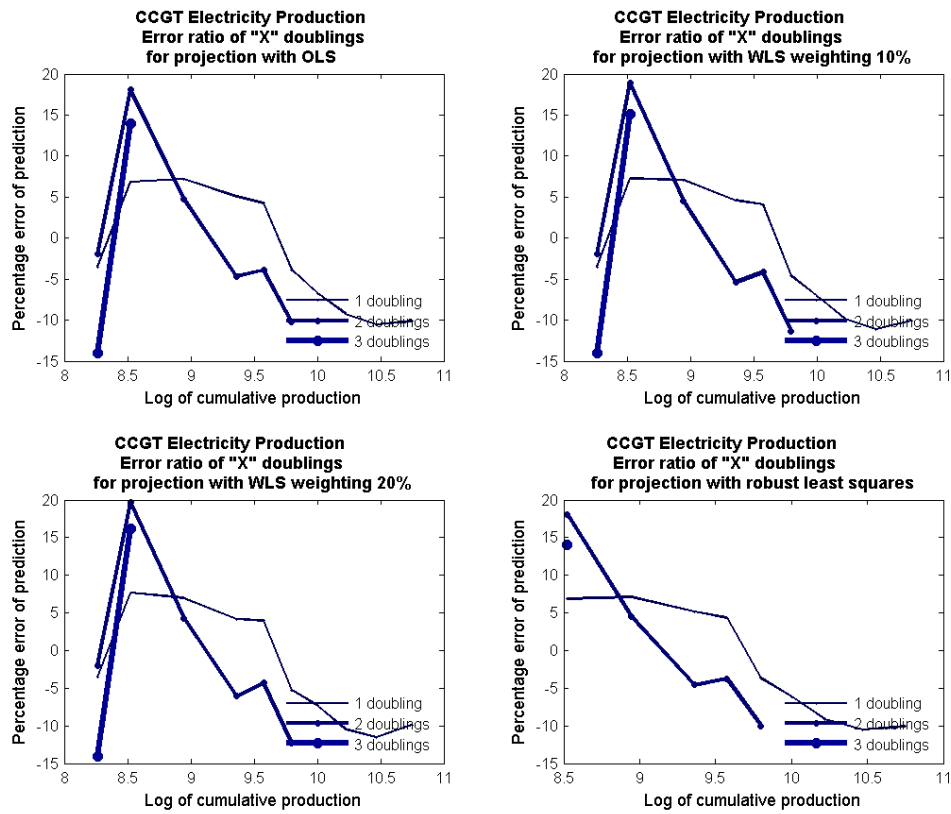 CCGT Electricity Production
Error ratio of "X" doublings
for projection with OLS
20
15
10
5
0
-5
-10
-15
Percentage error of prediction
1 doubling
2 doublings
3 doublings
8
8.5
9
9.5
10
10.5
11
Log of cumulative production
CCGT Electricity Production
Error ratio of "X" doublings
for projection with WLS weighting 10%
20
15
10
5
0
-5
-10
-15
Percentage error of prediction
1 doubling
2 doublings
3 doublings
8
8.5
9
9.5
10
10.5
11
Log of cumulative production
CCGT Electricity Production
Error ratio of "X" doublings
for projection with WLS weighting 20%
20
15
10
5
0
-5
-10
-15
Percentage error of prediction
1 doubling
2 doublings
3 doublings
8
8.5
9
9.5
10
10.5
11
Log of cumulative production
CCGT Electricity Production
Error ratio of "X" doublings
for projection with robust least squares
20
15
10
5
0
-5
-10
-15
Percentage error of prediction
1 doubling
2 doublings
3 doublings
8.5
9
9.5
10
10.5
11
Log of cumulative production